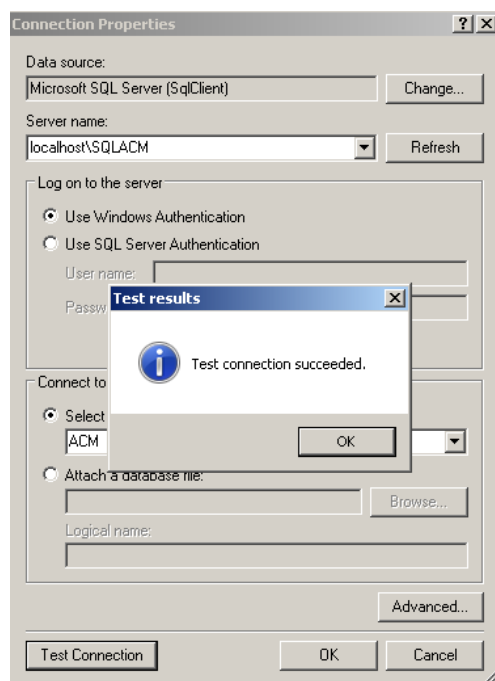 Connection Properties
Data source:
Microsoft SQL Server (SqlClient)
Change...
Server name:
localhost\SQLACM
Refresh
Log on to the server
Use Windows Authentication
Use SQL Server Authentication
User name:
Passw
Test results
Test connection succeeded.
OK
Connect to
Select
ACM
Attach a database file:
Browse...
Logical name:
Advanced...
Test Connection
OK
Cancel